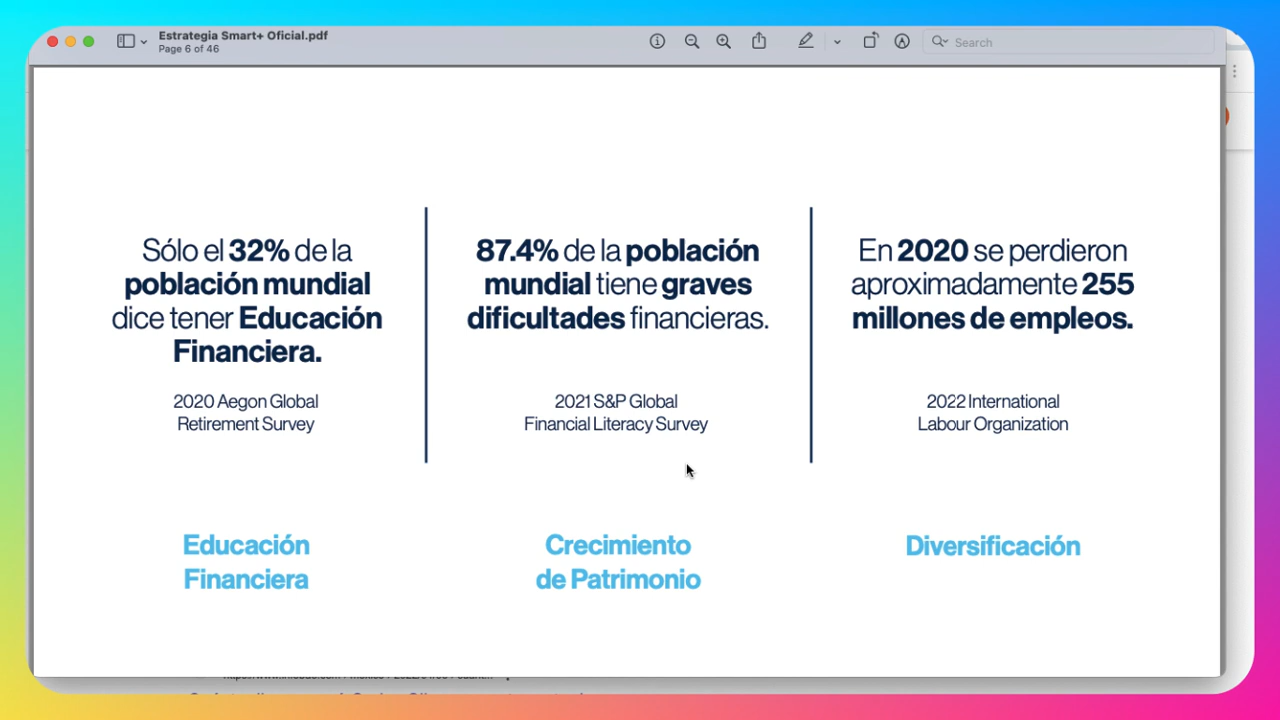 Estrategia Smart+ Oficial.pdf
Page 6 of 46
Search
Sólo el 32% de la
población mundial
dice tener Educación
Financiera.
2020 Aegon Global
Retirement Survey
87.4% de la población
mundial tiene graves
dificultades financieras.
2021 S&P Global
Financial Literacy Survey
En 2020 se perdieron
aproximadamente 255
millones de empleos.
2022 International
Labour Organization
Educación
Financiera
Crecimiento
de Patrimonio
Diversificación